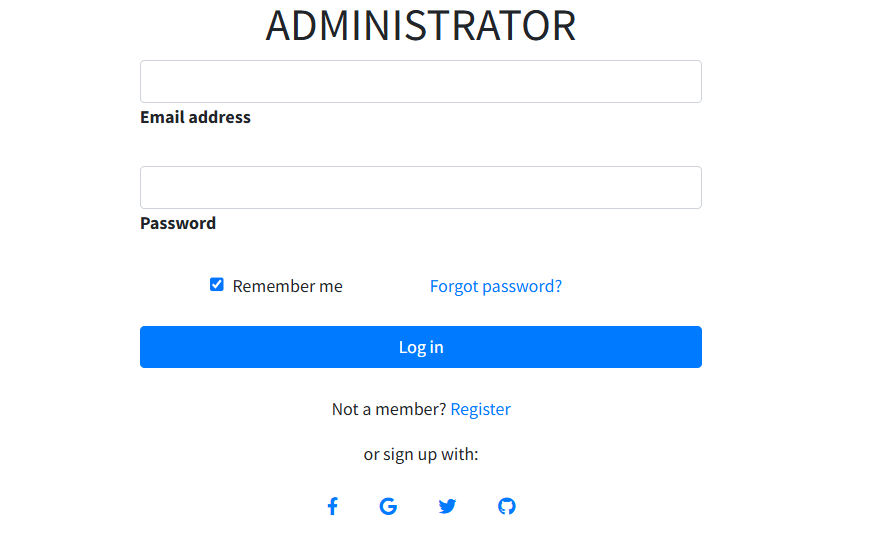 ADMINISTRATOR
Email address
Password
Remember me
Forgot password?
Log in
Not a member? Register
or sign up with: